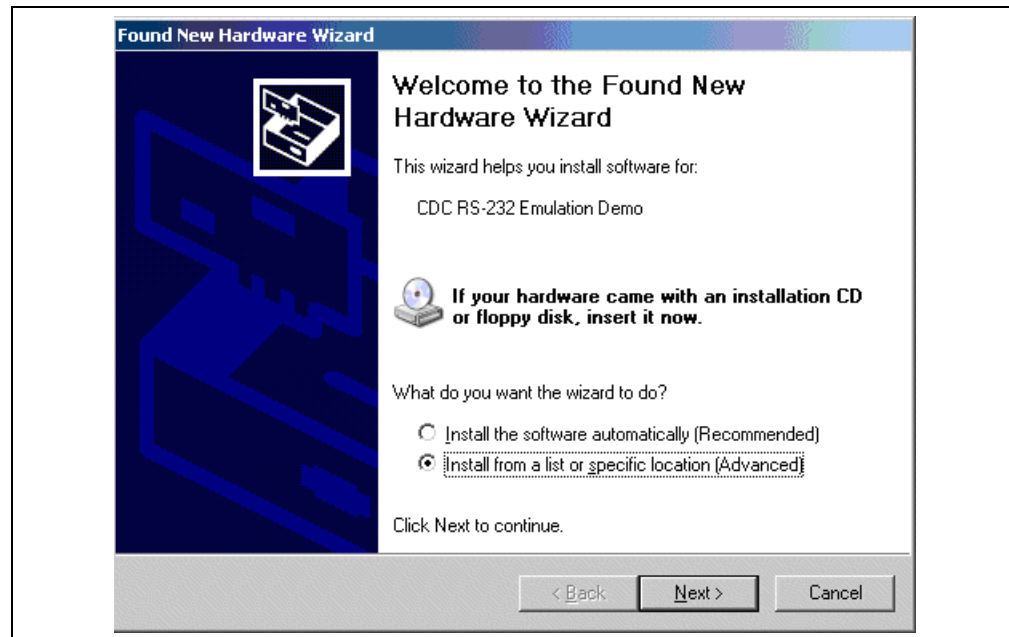 Found New Hardware Wizard
Welcome to the Found New
Hardware Wizard
This wizard helps you install software for:
CDC RS-232 Emulation Demo
If your hardware came with an installation CD
or floppy disk, insert it now.
What do you want the wizard to do?
Install the software automatically (Recommended)
Install from a list or specific location (Advanced)
Click Next to continue.
< Back
Next >
Cancel